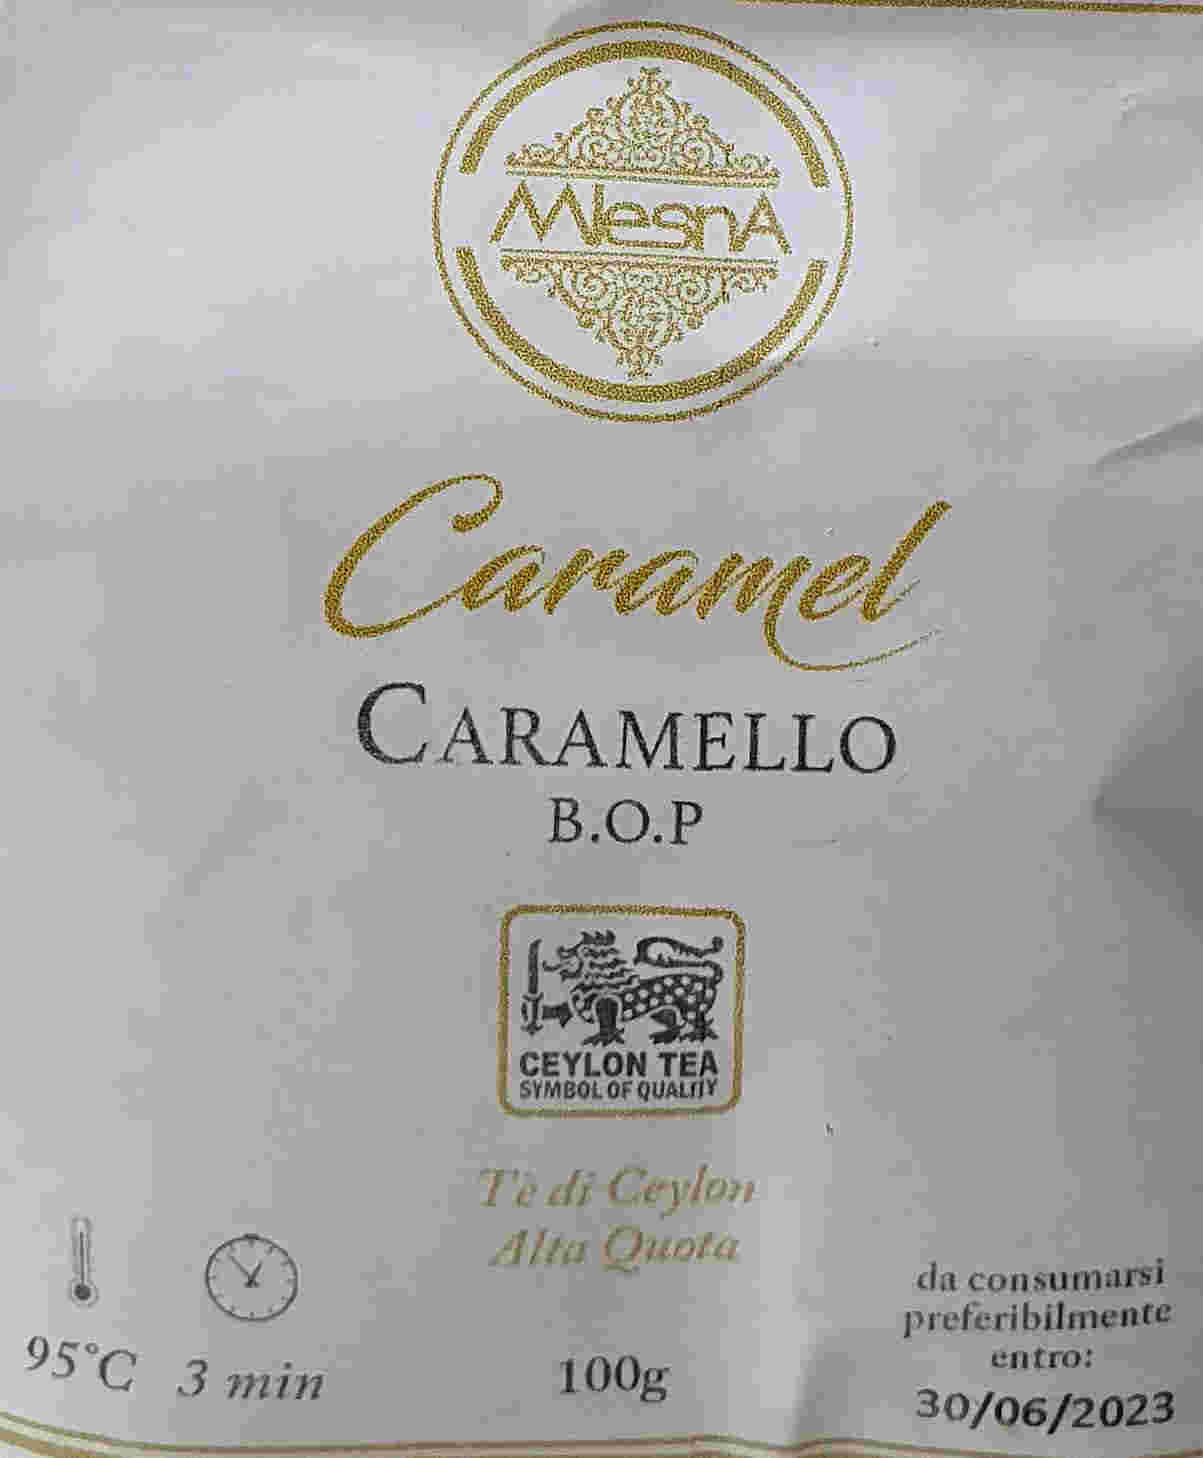 MlesnA
Caramel
CARAMELLO
B.O.P
CEYLON TEA
SYMBOL OF QUALITY
Tè di Ceylon
Alta Quota
95°C 3 min
100g
da consumarsi
preferibilmente
entro:
30/06/2023